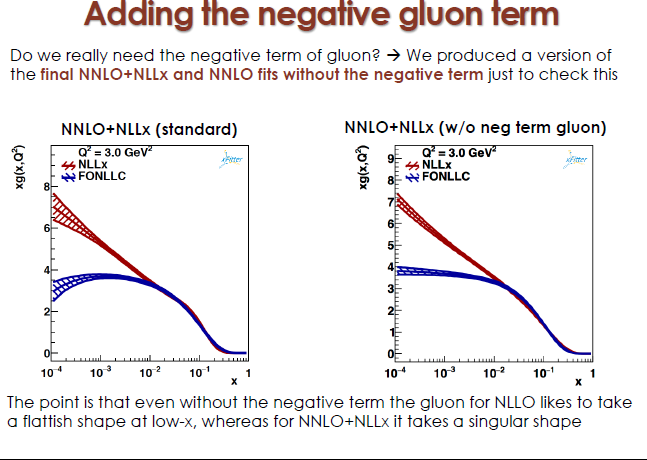 Adding the negative gluon term
Do we really need the negative term of gluon? → We produced a version of
the final NNLO+NLLx and NNLO fits without the negative term just to check this
NNLO+NLLx (standard)
xg(x,Q²)
Q² = 3.0 GeV²
NLLx
FONLLC
xFitter
8
6
4
2
0
10⁻⁴ 10⁻³ 10⁻² 10⁻¹ 1
x
NNLO+NLLx (w/o neg term gluon)
xg(x,Q²)
Q² = 3.0 GeV²
NLLx
FONLLC
xFitter
9
8
7
6
5
4
3
2
1
0
10⁻⁴ 10⁻³ 10⁻² 10⁻¹ 1
x
The point is that even without the negative term the gluon for NLLO likes to take
a flattish shape at low-x, whereas for NNLO+NLLx it takes a singular shape